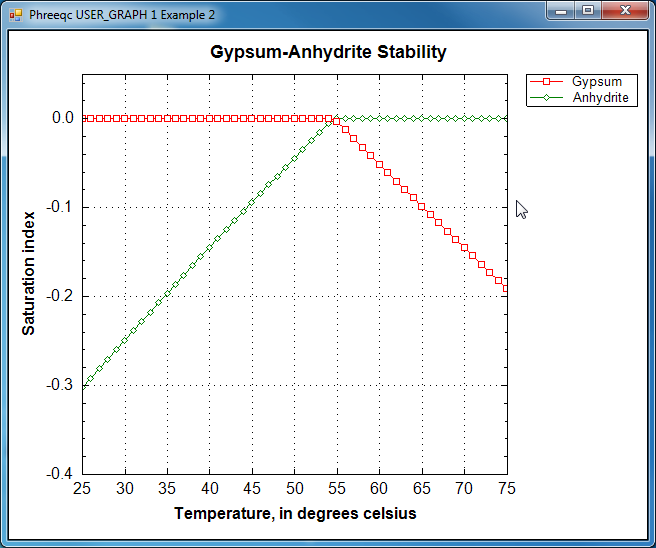 Phreeqc USER_GRAPH 1 Example 2
Gypsum-Anhydrite Stability
Gypsum
Anhydrite
Saturation index
0.0
-0.1
-0.2
-0.3
-0.4
25 30 35 40 45 50 55 60 65 70 75
Temperature, in degrees celsius